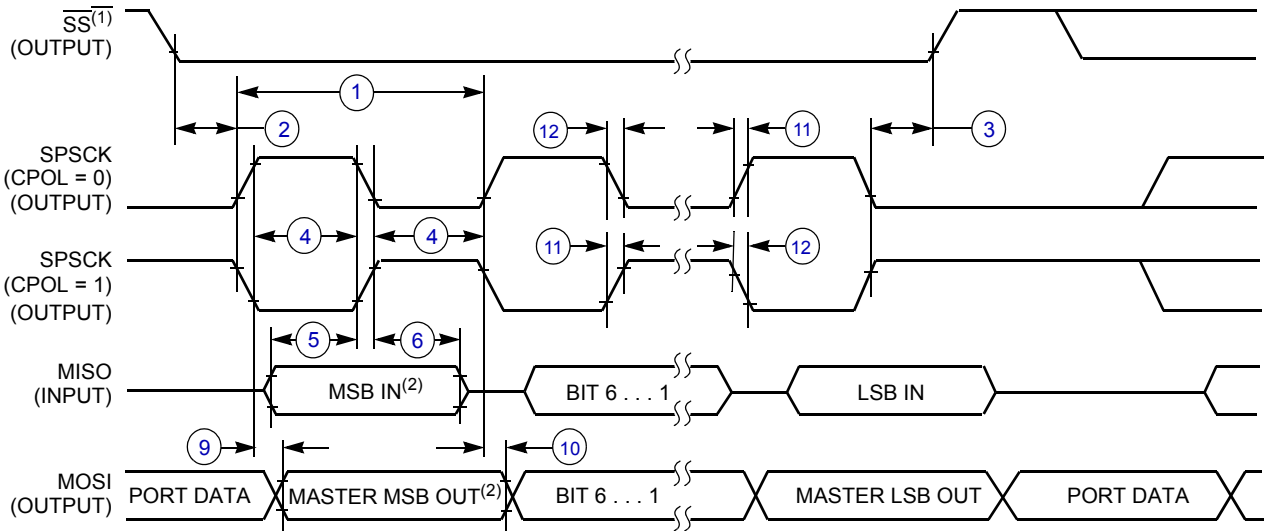 SS(1)
(OUTPUT)
1
2
12
11
3
SPSCK
(CPOL = 0)
(OUTPUT)
4
4
SPSCK
(CPOL = 1)
(OUTPUT)
11
12
5
6
MISO
(INPUT)
MSB IN(2)
BIT 6 . . . 1
LSB IN
9
10
MOSI
(OUTPUT)
PORT DATA
MASTER MSB OUT(2)
BIT 6 . . . 1
MASTER LSB OUT
PORT DATA